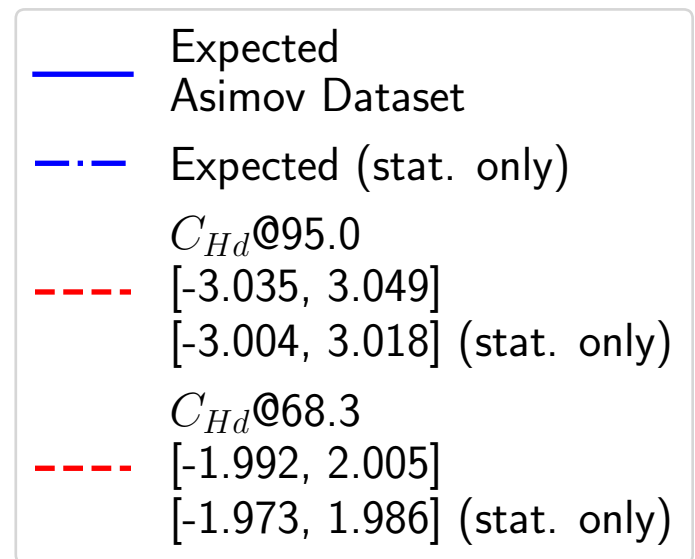 Expected
Asimov Dataset
Expected (stat. only)
C_{Hd}@95.0
[-3.035, 3.049]
[-3.004, 3.018] (stat. only)
C_{Hd}@68.3
[-1.992, 2.005]
[-1.973, 1.986] (stat. only)